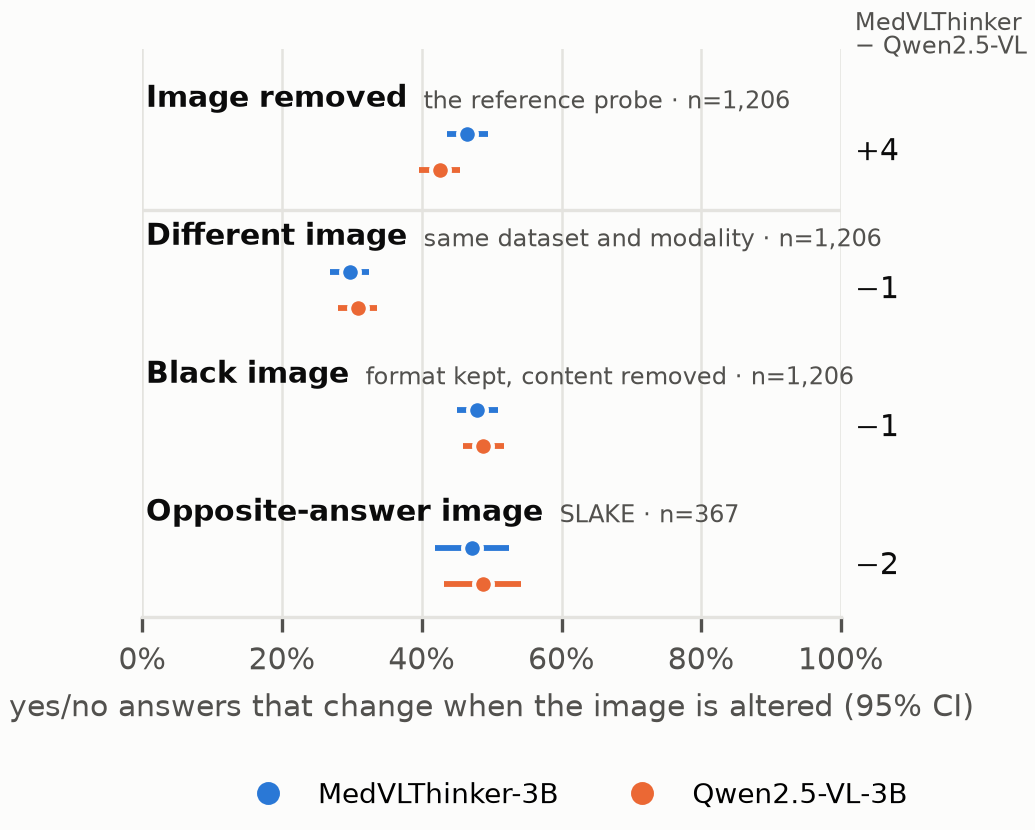 MedVLThinker
− Qwen2.5-VL
Image removed the reference probe · n=1,206
+4
Different image same dataset and modality · n=1,206
−1
Black image format kept, content removed · n=1,206
−1
Opposite-answer image SLAKE · n=367
−2
0% 20% 40% 60% 80% 100%
yes/no answers that change when the image is altered (95% CI)
MedVLThinker-3B Qwen2.5-VL-3B